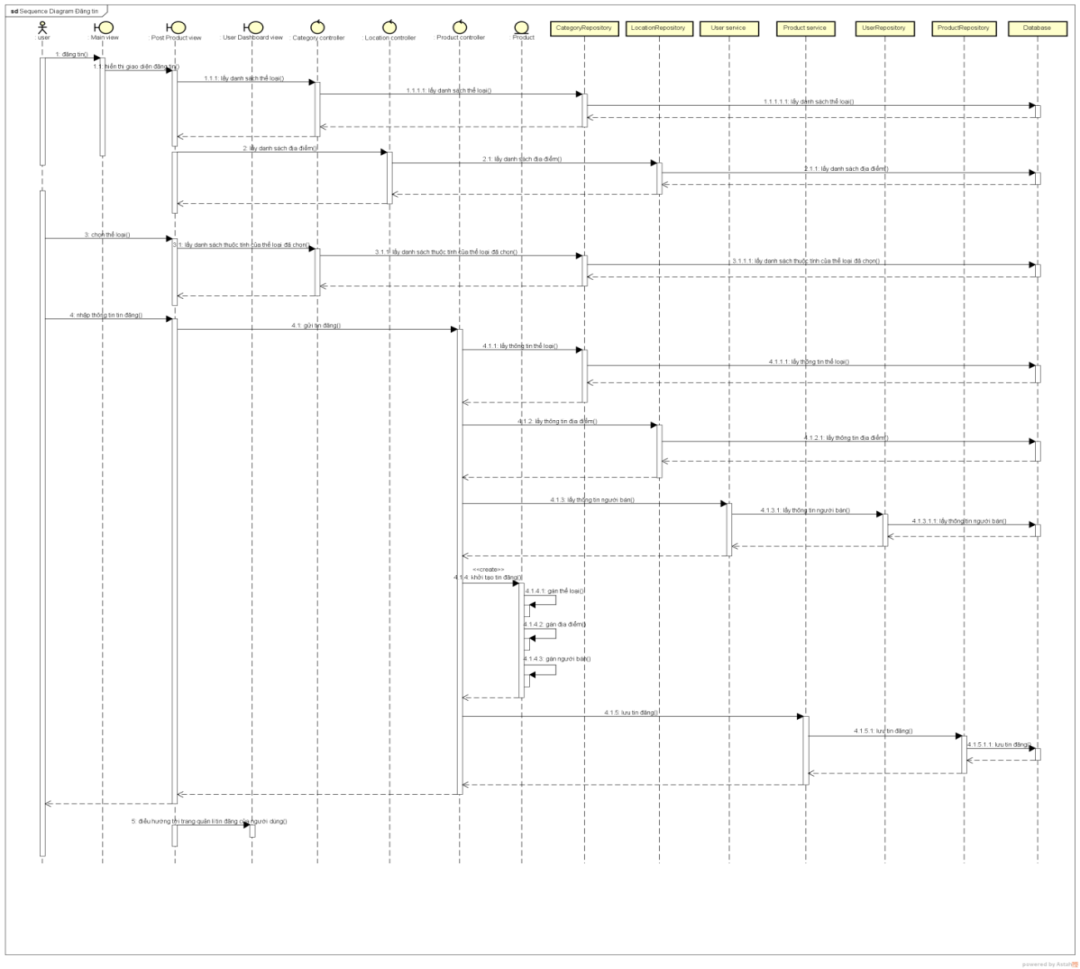 sd Sequence Diagram Đăng tin
user
Main view
Post Product view
User Dashboard view
Category controller
Location controller
Product controller
Product
CategoryRepository
LocationRepository
User service
Product service
UserRepository
ProductRepository
Database
1: đăng tin()
1.1: hiển thị giao diện đăng tin()
1.1.1: lấy danh sách thể loại()
1.1.1.1: lấy danh sách thể loại()
1.1.1.1.1: lấy danh sách thể loại()
2: lấy danh sách địa điểm()
2.1: lấy danh sách địa điểm()
2.1.1: lấy danh sách địa điểm()
3: chọn thể loại()
3.1: lấy danh sách thuộc tính của thể loại đã chọn()
3.1.1: lấy danh sách thuộc tính của thể loại đã chọn()
3.1.1.1: lấy danh sách thuộc tính của thể loại đã chọn()
4: nhập thông tin tin đăng()
4.1: gửi tin đăng()
4.1.1: lấy thông tin thể loại()
4.1.1.1: lấy thông tin thể loại()
4.1.2: lấy thông tin địa điểm()
4.1.2.1: lấy thông tin địa điểm()
4.1.3: lấy thông tin người bán()
4.1.3.1: lấy thông tin người bán()
4.1.3.1.1: lấy thông tin người bán()
<<create>>
4.1.4: khởi tạo tin đăng()
4.1.4.1: gán thể loại()
4.1.4.2: gán địa điểm()
4.1.4.3: gán người bán()
4.1.5: lưu tin đăng()
4.1.5.1: lưu tin đăng()
4.1.5.1.1: lưu tin đăng()
5: điều hướng tới trang quản lí tin đăng của người dùng()
powered by Astah